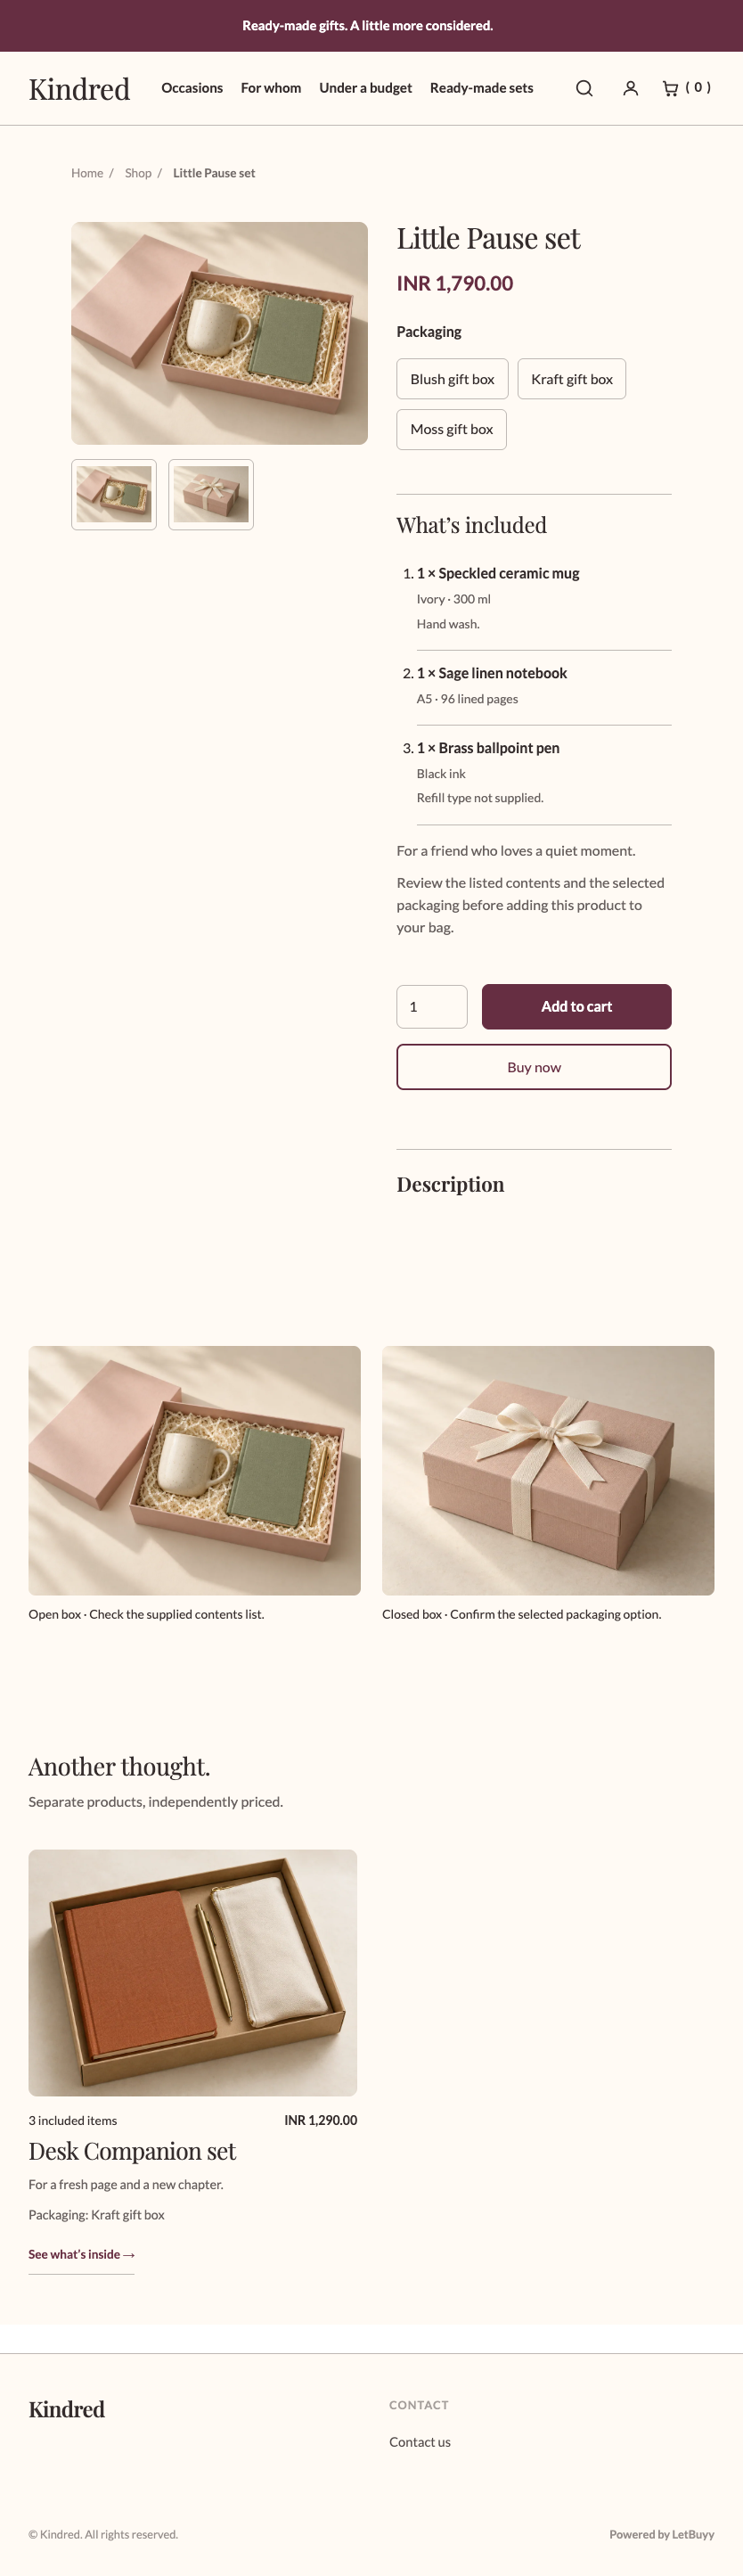 Ready-made gifts. A little more considered.
Kindred
Occasions For whom Under a budget Ready-made sets ( 0 )
Home / Shop / Little Pause set
Little Pause set
INR 1,790.00
Packaging
Blush gift box
Kraft gift box
Moss gift box
What’s included
1. 1 × Speckled ceramic mug
Ivory · 300 ml
Hand wash.
2. 1 × Sage linen notebook
A5 · 96 lined pages
3. 1 × Brass ballpoint pen
Black ink
Refill type not supplied.
For a friend who loves a quiet moment.
Review the listed contents and the selected
packaging before adding this product to
your bag.
1
Add to cart
Buy now
Description
Open box · Check the supplied contents list.
Closed box · Confirm the selected packaging option.
Another thought.
Separate products, independently priced.
3 included items
INR 1,290.00
Desk Companion set
For a fresh page and a new chapter.
Packaging: Kraft gift box
See what’s inside →
Kindred
CONTACT
Contact us
© Kindred. All rights reserved.
Powered by LetBuyy